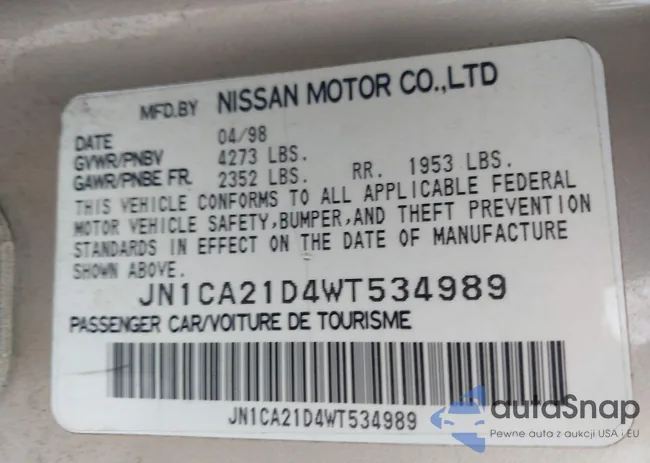 MFD.BY NISSAN MOTOR CO.,LTD
DATE 04/98
GVWR/PNBV 4273 LBS.
GAWR/PNBE FR. 2352 LBS. RR. 1953 LBS.
THIS VEHICLE CONFORMS TO ALL APPLICABLE FEDERAL
MOTOR VEHICLE SAFETY,BUMPER,AND THEFT PREVENTION
STANDARDS IN EFFECT ON THE DATE OF MANUFACTURE
SHOWN ABOVE.
JN1CA21D4WT534989
PASSENGER CAR/VOITURE DE TOURISME
JN1CA21D4WT534989
autoSnap
Pewne auta z aukcji USA i EU